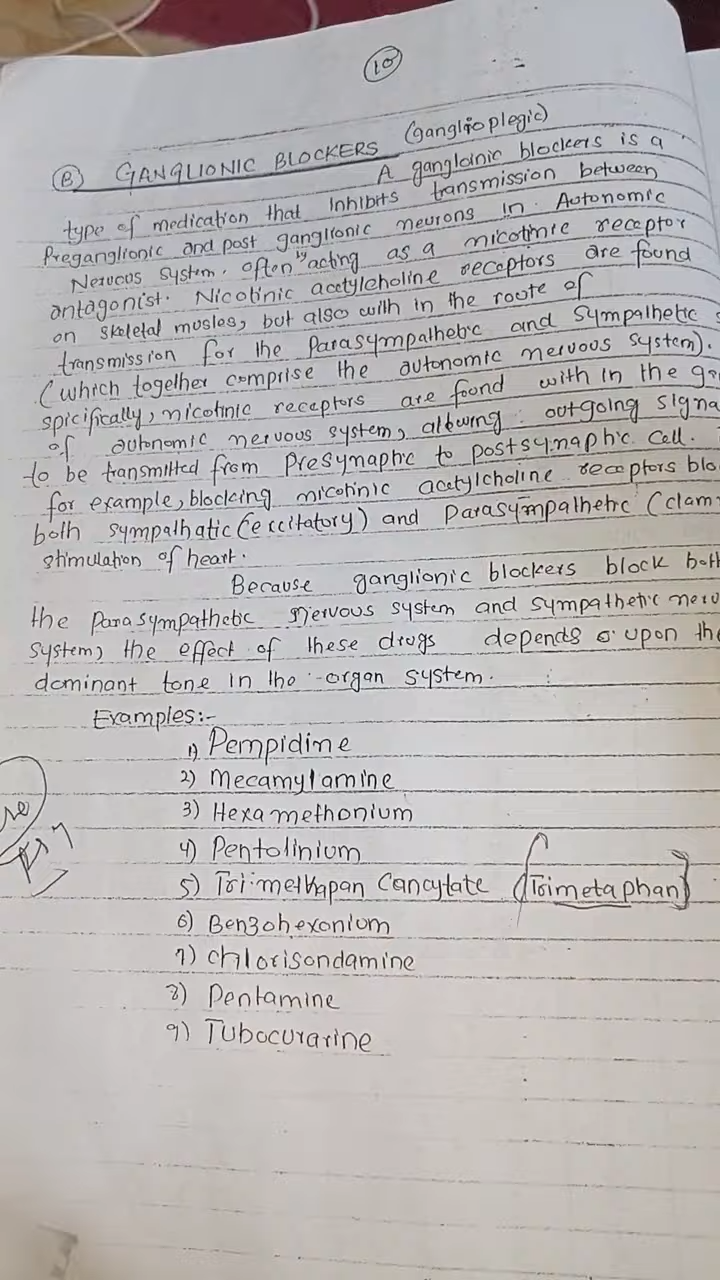 10
(B) GANGLIONIC BLOCKERS (ganglioplegic)
A gangloinic blockers is a
type of medication that Inhibits transmission between
Preganglionic and post ganglionic neurons in Autonomic
Nervous System. often by acting as a nicotinic receptor
antagonist. Nicotinic acetylcholine receptors are found
on skeletal musles, but also with in the route of
transmission for the Parasympathetic and Sympathetic
(which together comprise the autonomic nervous system).
spicifically, nicotinic receptors are found with in the ga
of autonomic nervous system, allowing outgoing signa
to be transmitted from Presynaptic to postsynaphic cell.
for example, blocking nicotinic acetylcholine receptors blo
both sympathatic (excitatory) and Parasympathetic (clam
stimulation of heart.
Because ganglionic blockers block both
the parasympathetic nervous system and sympathetic nervo
system, the effect of these drugs depends upon the
dominant tone in the organ system.
Examples:-
1) Pempidine
2) Mecamylamine
3) Hexamethonium
4) Pentolinium
5) Trimethapan Cancytate (Trimetaphan)
6) Benzohexonium
7) Chlorisondamine
8) Pentamine
9) Tubocurarine